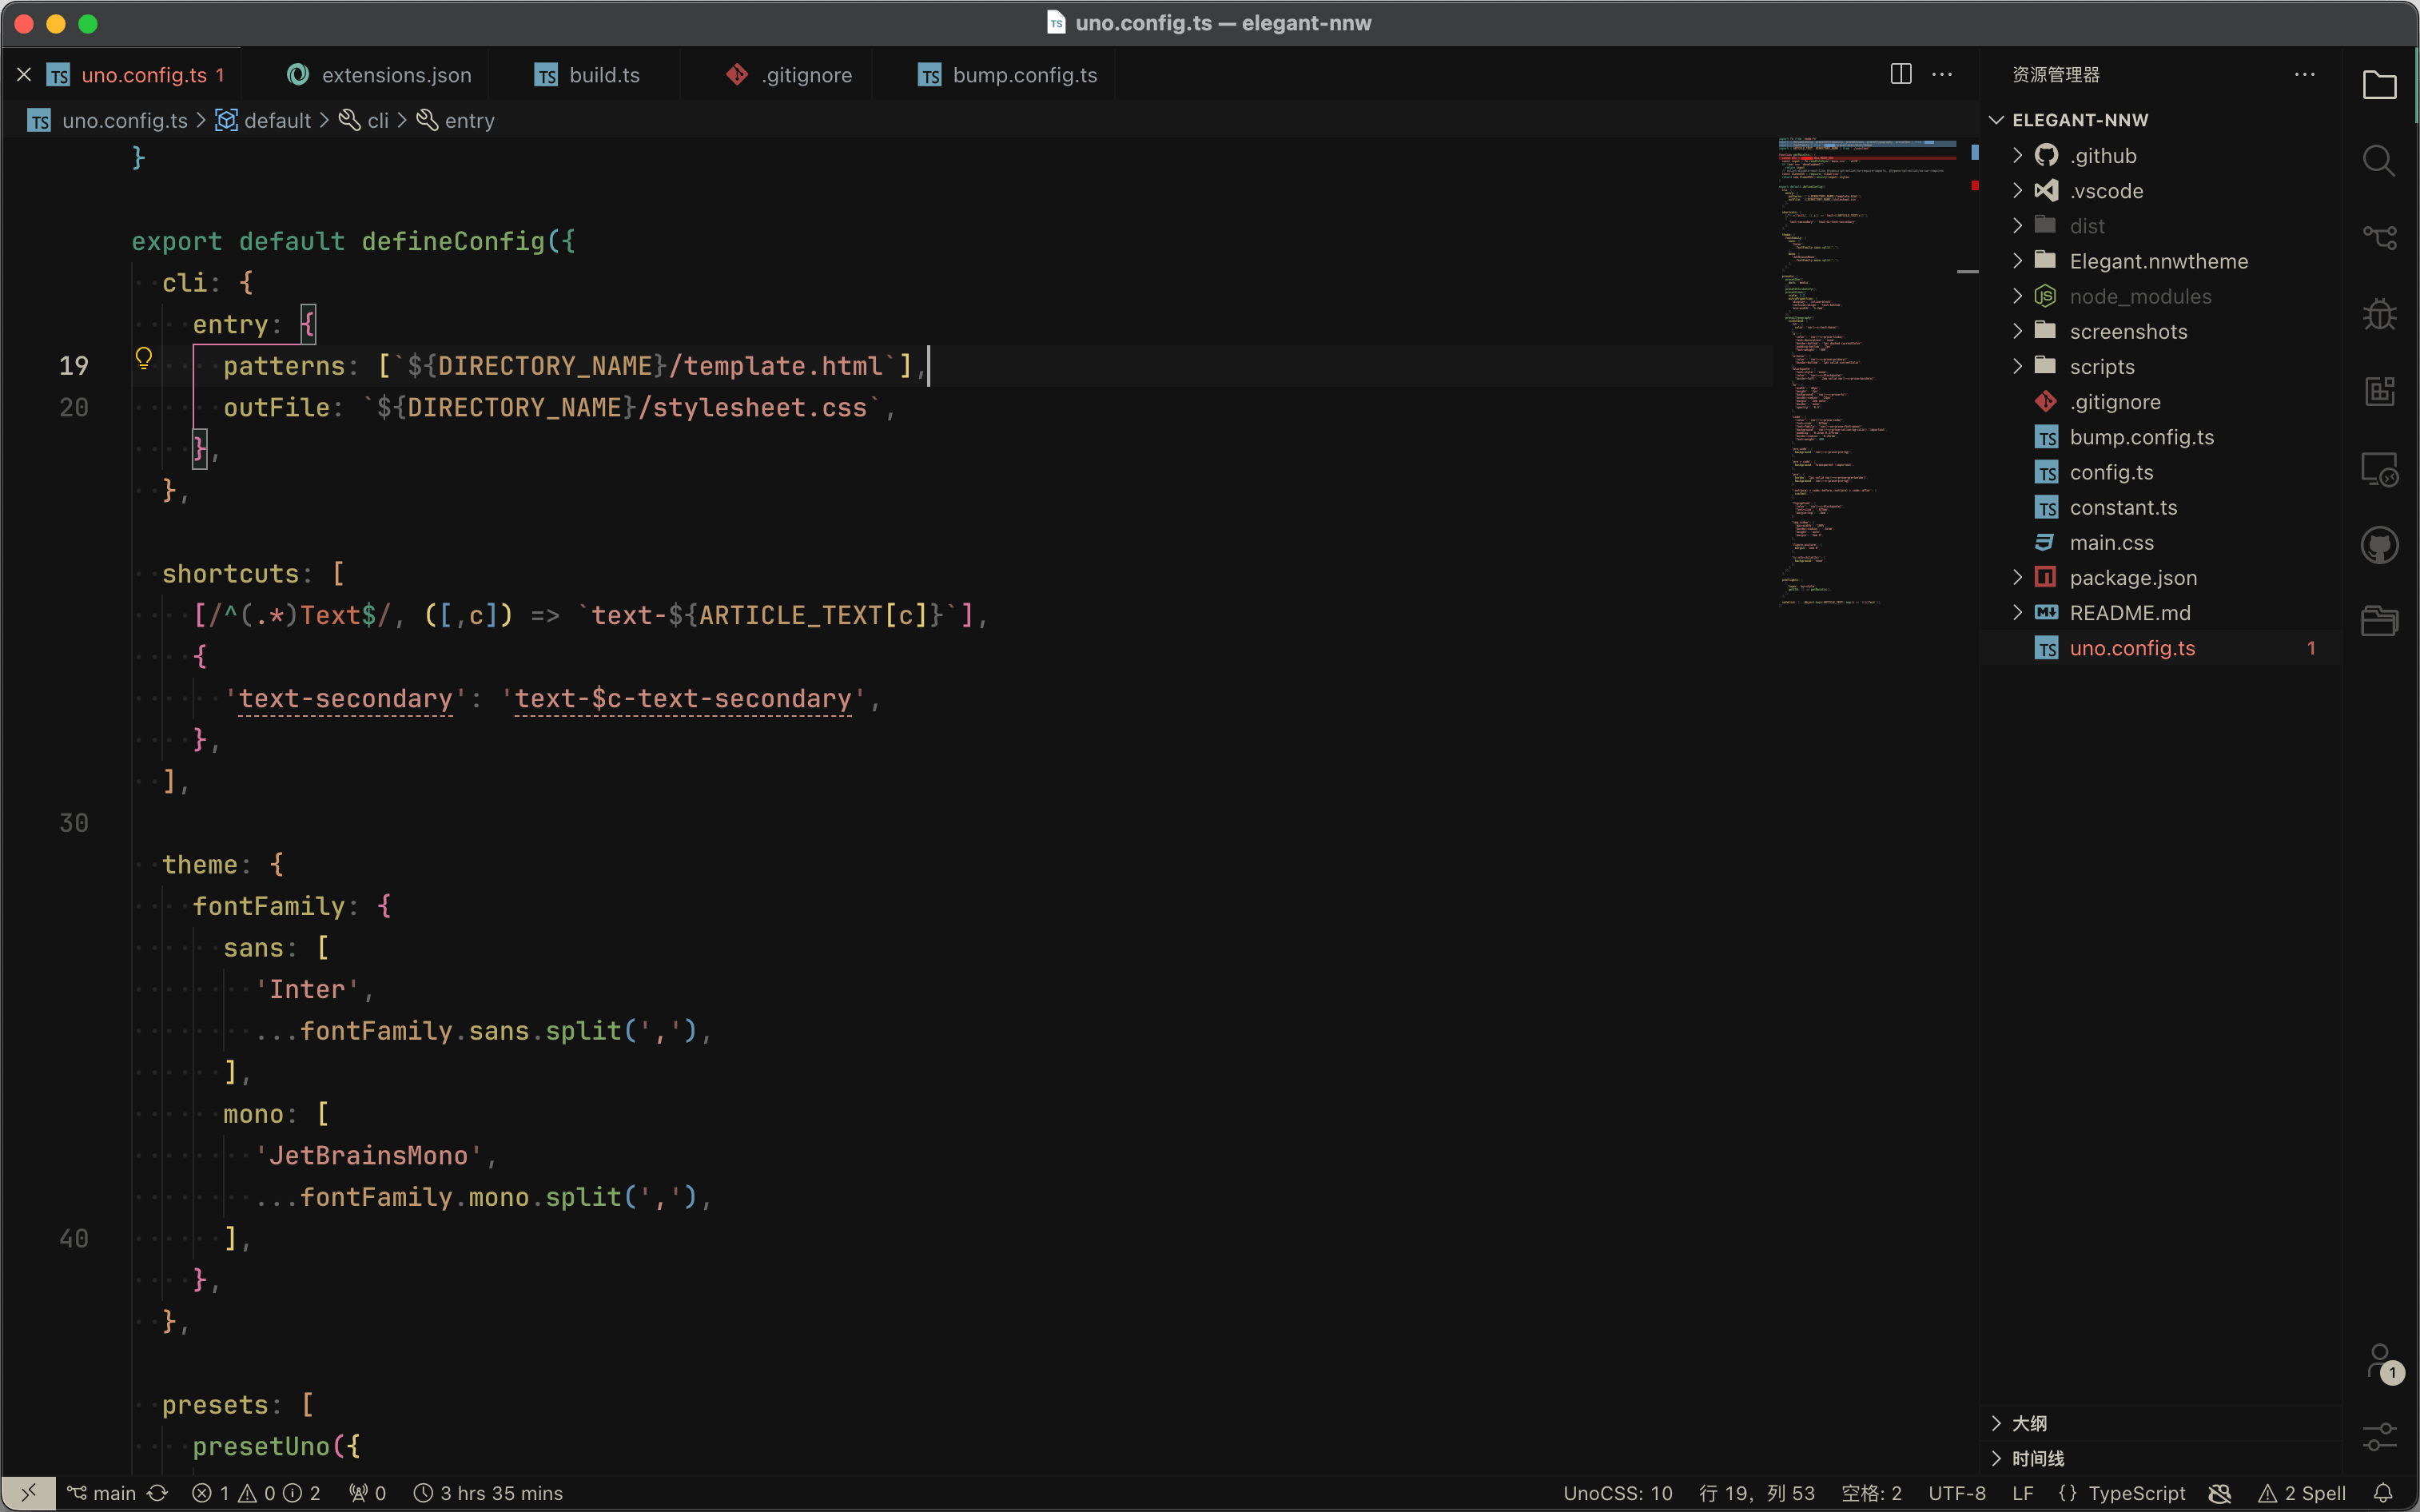 uno.config.ts — elegant-nnw
uno.config.ts 1
extensions.json
build.ts
.gitignore
bump.config.ts
资源管理器
uno.config.ts > default > cli > entry
}
export default defineConfig({
cli: {
entry: {
19 patterns: [`${DIRECTORY_NAME}/template.html`],
20 outFile: `${DIRECTORY_NAME}/stylesheet.css`,
},
},
shortcuts: [
[/^(.*)Text$/, ([,c]) => `text-${ARTICLE_TEXT[c]}`],
{
'text-secondary': 'text-$c-text-secondary',
},
],
30
theme: {
fontFamily: {
sans: [
'Inter',
...fontFamily.sans.split(','),
],
mono: [
'JetBrainsMono',
...fontFamily.mono.split(','),
40 ],
},
},
presets: [
presetUno({
ELEGANT-NNW
.github
.vscode
dist
Elegant.nnwtheme
node_modules
screenshots
scripts
.gitignore
bump.config.ts
config.ts
constant.ts
main.css
package.json
README.md
uno.config.ts 1
大纲
时间线
1
main
1 0 2
0
3 hrs 35 mins
UnoCSS: 10
行 19，列 53
空格: 2
UTF-8
LF
{} TypeScript
2 Spell